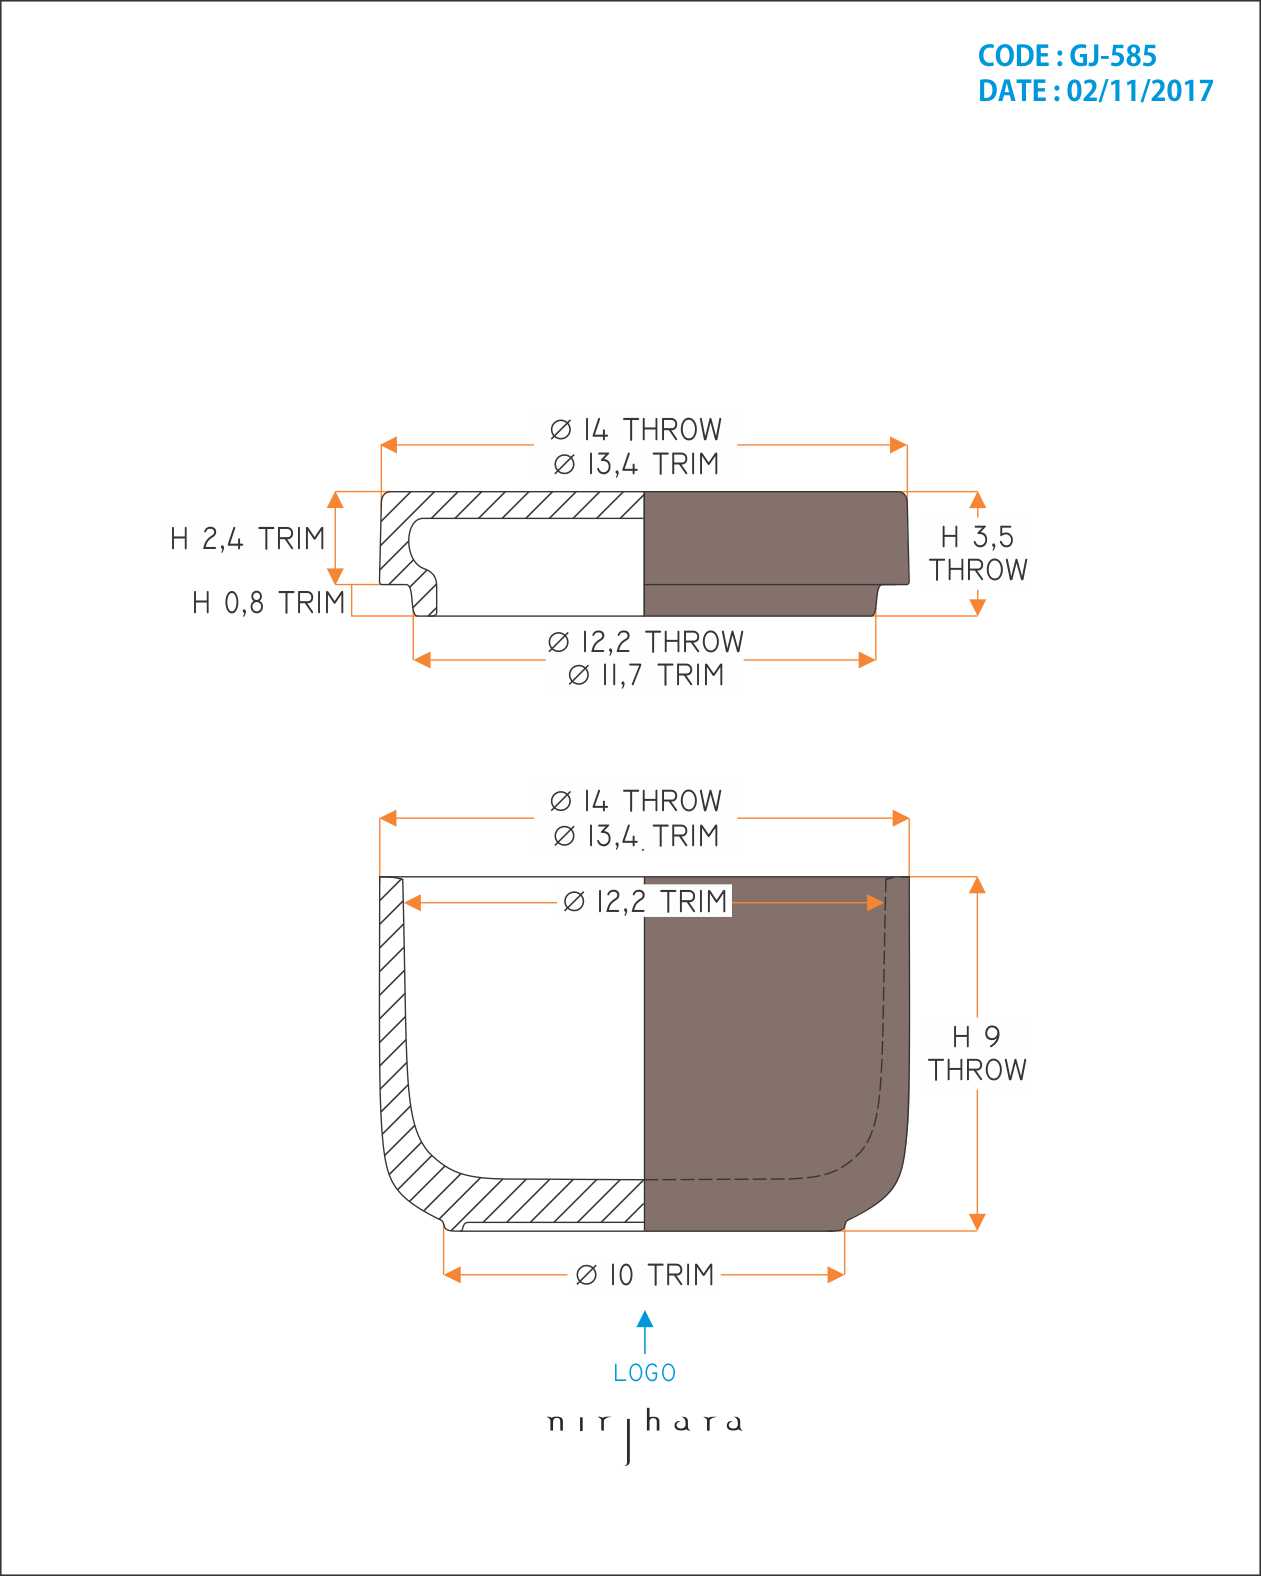 CODE : GJ-585
DATE : 02/11/2017
Ø 14 THROW
Ø 13,4 TRIM
H 2,4 TRIM
H 3,5
THROW
H 0,8 TRIM
Ø 12,2 THROW
Ø 11,7 TRIM
Ø 14 THROW
Ø 13,4 TRIM
Ø 12,2 TRIM
H 9
THROW
Ø 10 TRIM
LOGO
nirjhara